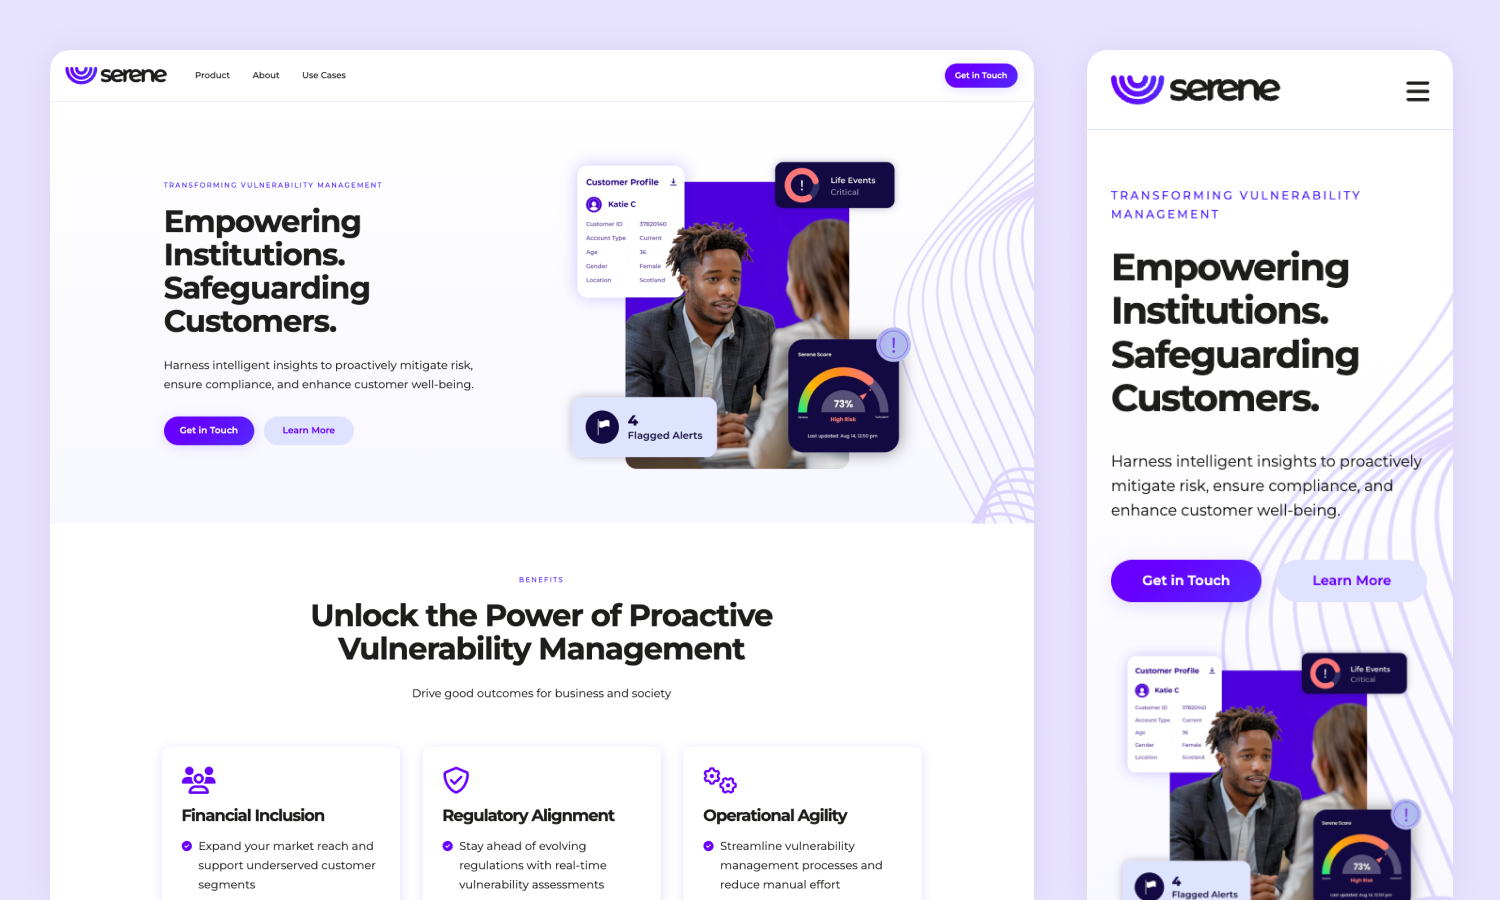 serene
Product About Use Cases
Get in Touch
TRANSFORMING VULNERABILITY MANAGEMENT
Empowering
Institutions.
Safeguarding
Customers.
Harness intelligent insights to proactively mitigate risk,
ensure compliance, and enhance customer well-being.
Get in Touch Learn More
Customer Profile
Katie C
Customer ID 37820140
Account Type Current
Age 36
Gender Female
Location Scotland
Life Events
Critical
!
!
Serene Score
73%
High Risk
Last updated: Aug 14, 12:50 pm
4
Flagged Alerts
BENEFITS
Unlock the Power of Proactive
Vulnerability Management
Drive good outcomes for business and society
Financial Inclusion
Expand your market reach and
support underserved customer
segments
Regulatory Alignment
Stay ahead of evolving
regulations with real-time
vulnerability assessments
Operational Agility
Streamline vulnerability
management processes and
reduce manual effort
serene
TRANSFORMING VULNERABILITY
MANAGEMENT
Empowering
Institutions.
Safeguarding
Customers.
Harness intelligent insights to proactively
mitigate risk, ensure compliance, and
enhance customer well-being.
Get in Touch Learn More
Customer Profile
Katie C
Customer ID 37820140
Account Type Current
Age 36
Gender Female
Location Scotland
Life Events
Critical
!
!
Serene Score
73%
High Risk
Last updated: Aug 14, 12:50 pm
4
Flagged Alerts